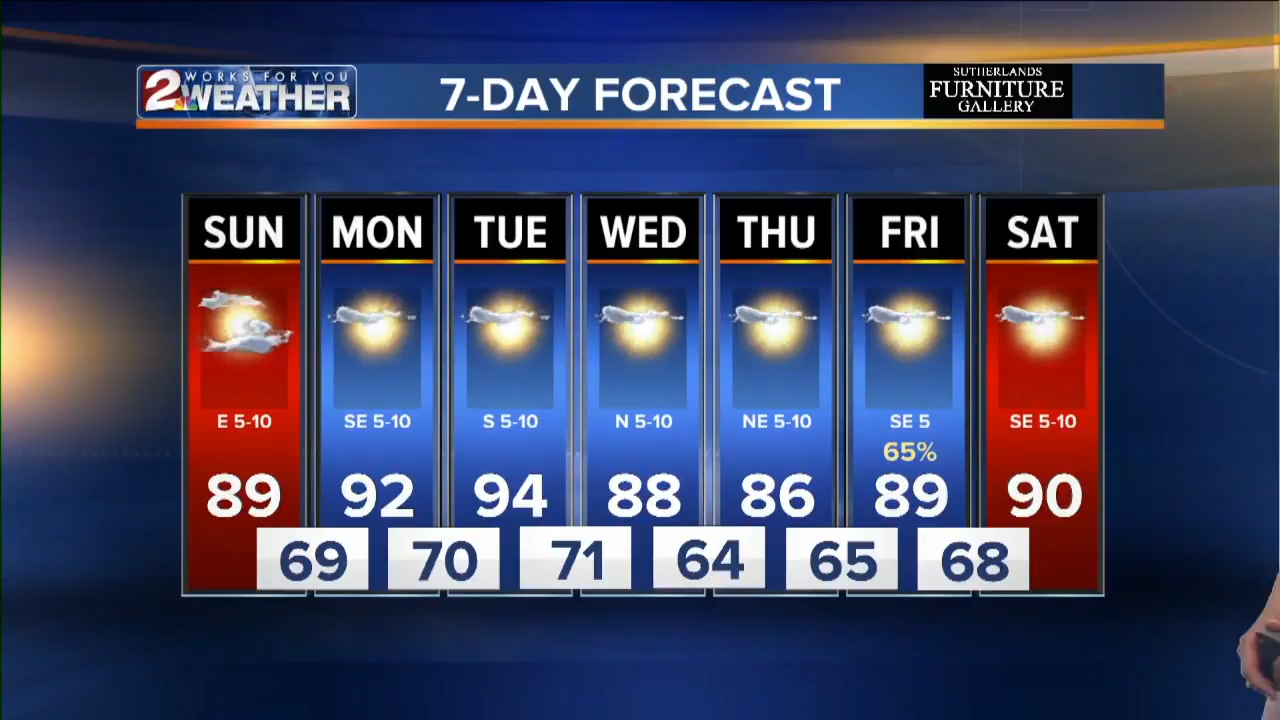 2 WORKS FOR YOU
WEATHER
7-DAY FORECAST
SUTHERLANDS
FURNITURE
GALLERY
SUN MON TUE WED THU FRI SAT
E 5-10 SE 5-10 S 5-10 N 5-10 NE 5-10 SE 5 SE 5-10
65%
89 92 94 88 86 89 90
69 70 71 64 65 68